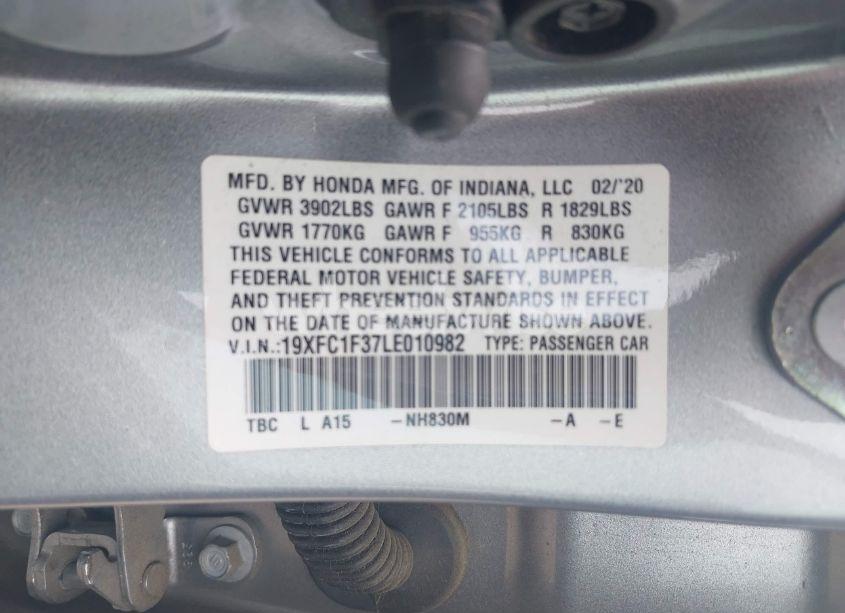 MFD. BY HONDA MFG. OF INDIANA, LLC 02/'20
GVWR 3902LBS GAWR F 2105LBS R 1829LBS
GVWR 1770KG GAWR F 955KG R 830KG
THIS VEHICLE CONFORMS TO ALL APPLICABLE
FEDERAL MOTOR VEHICLE SAFETY, BUMPER,
AND THEFT PREVENTION STANDARDS IN EFFECT
ON THE DATE OF MANUFACTURE SHOWN ABOVE.
V.I.N.:19XFC1F37LE010982 TYPE: PASSENGER CAR
TBC L A15 -NH830M -A -E